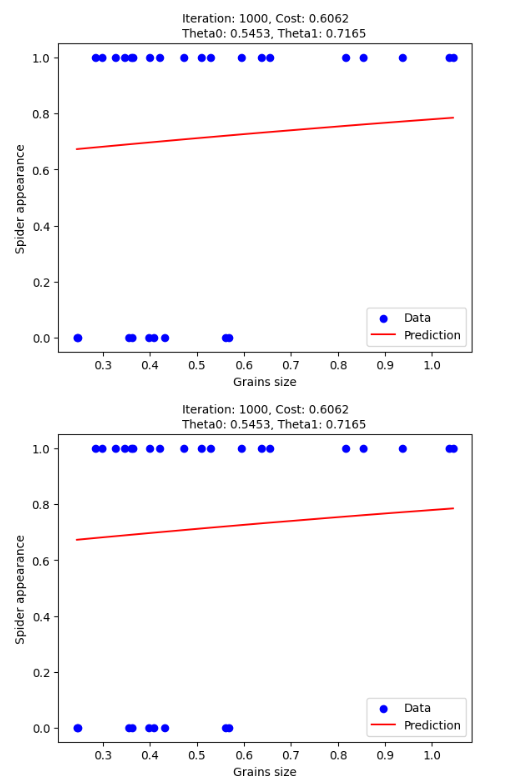 Iteration: 1000, Cost: 0.6062
Theta0: 0.5453, Theta1: 0.7165
1.0
0.8
0.6
0.4
0.2
0.0
Spider appearance
Data
Prediction
0.3 0.4 0.5 0.6 0.7 0.8 0.9 1.0
Grains size
Iteration: 1000, Cost: 0.6062
Theta0: 0.5453, Theta1: 0.7165
1.0
0.8
0.6
0.4
0.2
0.0
Spider appearance
Data
Prediction
0.3 0.4 0.5 0.6 0.7 0.8 0.9 1.0
Grains size